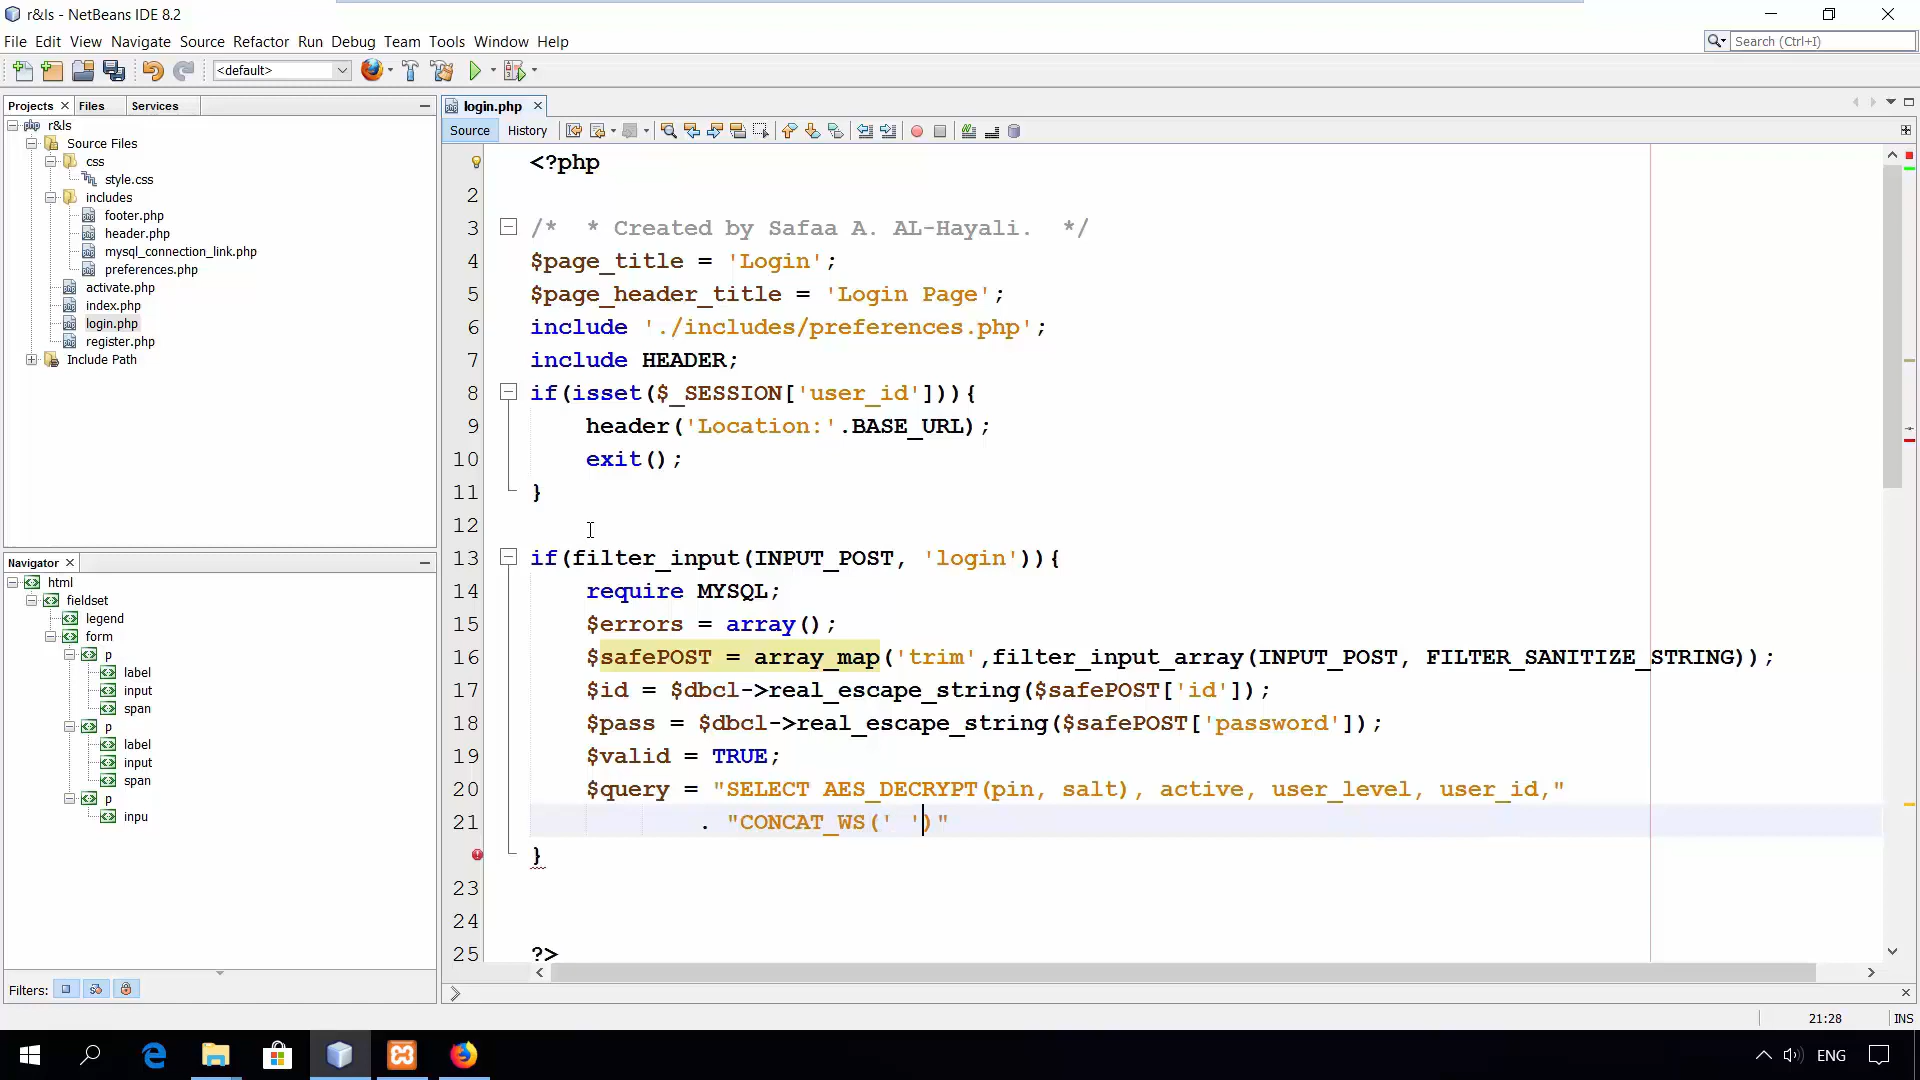 r&ls - NetBeans IDE 8.2
File Edit View Navigate Source Refactor Run Debug Team Tools Window Help
Search (Ctrl+I)
<default>
Projects Files Services
login.php
r&ls
Source Files
css
style.css
includes
footer.php
header.php
mysql_connection_link.php
preferences.php
activate.php
index.php
login.php
register.php
Include Path
Navigator
html
fieldset
legend
form
p
label
input
span
p
label
input
span
p
inpu
Filters:
Source History
<?php
2
3 /*  * Created by Safaa A. AL-Hayali.  */
4 $page_title = 'Login';
5 $page_header_title = 'Login Page';
6 include './includes/preferences.php';
7 include HEADER;
8 if(isset($_SESSION['user_id'])){
9 header('Location:'.BASE_URL);
10 exit();
11 }
12
13 if(filter_input(INPUT_POST, 'login')){
14 require MYSQL;
15 $errors = array();
16 $safePOST = array_map('trim',filter_input_array(INPUT_POST, FILTER_SANITIZE_STRING));
17 $id = $dbcl->real_escape_string($safePOST['id']);
18 $pass = $dbcl->real_escape_string($safePOST['password']);
19 $valid = TRUE;
20 $query = "SELECT AES_DECRYPT(pin, salt), active, user_level, user_id,"
21 . "CONCAT_WS(' ')"
}
23
24
25 ?>
21:28 INS
ENG